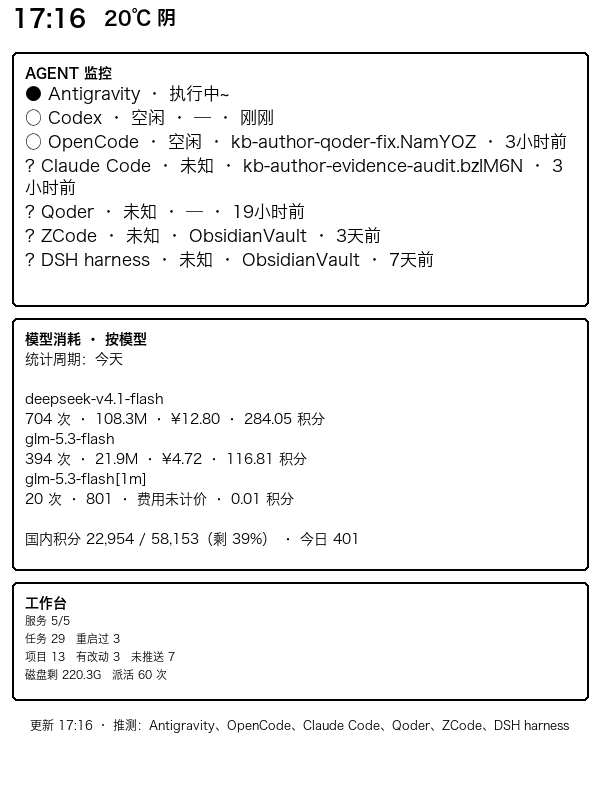 17:16 20℃ 阴
AGENT 监控
● Antigravity · 执行中~
○ Codex · 空闲 · — · 刚刚
○ OpenCode · 空闲 · kb-author-qoder-fix.NamYOZ · 3小时前
? Claude Code · 未知 · kb-author-evidence-audit.bzlM6N · 3
小时前
? Qoder · 未知 · — · 19小时前
? ZCode · 未知 · ObsidianVault · 3天前
? DSH harness · 未知 · ObsidianVault · 7天前
模型消耗 · 按模型
统计周期：今天
deepseek-v4.1-flash
704 次 · 108.3M · ¥12.80 · 284.05 积分
glm-5.3-flash
394 次 · 21.9M · ¥4.72 · 116.81 积分
glm-5.3-flash[1m]
20 次 · 801 · 费用未计价 · 0.01 积分
国内积分 22,954 / 58,153（剩 39%） · 今日 401
工作台
服务 5/5
任务 29 重启过 3
项目 13 有改动 3 未推送 7
磁盘剩 220.3G 派活 60 次
更新 17:16 · 推测：Antigravity、OpenCode、Claude Code、Qoder、ZCode、DSH harness